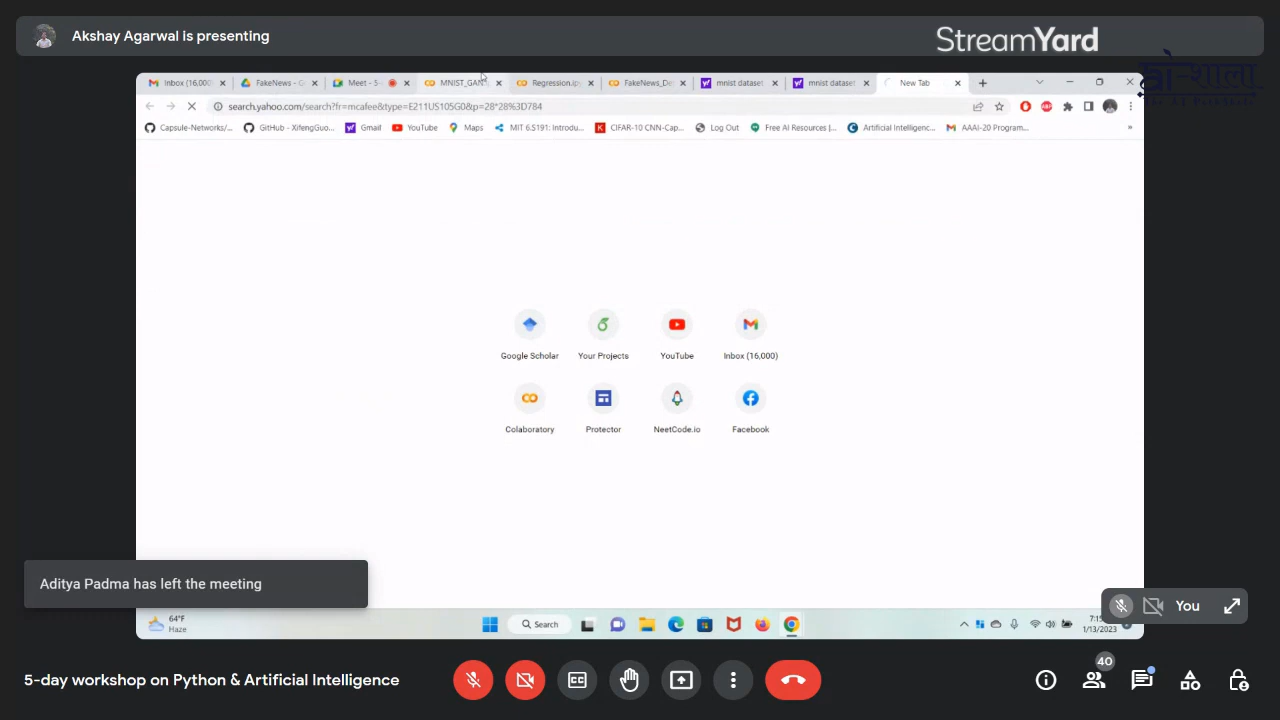 Akshay Agarwal is presenting
StreamYard
Inbox (16,000
FakeNews - G
Meet - 5-
MNIST_GAN
Regression.ip
FakeNews_De
mnist dataset
mnist dataset
New Tab
शाला
search.yahoo.com/search?fr=mcafee&type=E211US105G0&p=28*28%3D784
Capsule-Networks/...
GitHub - XifengGuo...
Gmail
YouTube
Maps
MIT 6.S191: Introdu...
CIFAR-10 CNN-Cap...
Log Out
Free AI Resources |...
Artificial Intelligenc...
AAAI-20 Program...
Google Scholar
Your Projects
YouTube
Inbox (16,000)
Colaboratory
Protector
NeetCode.io
Facebook
Aditya Padma has left the meeting
You
64°F
Haze
Search
7:1
1/13/2023
5-day workshop on Python & Artificial Intelligence
40